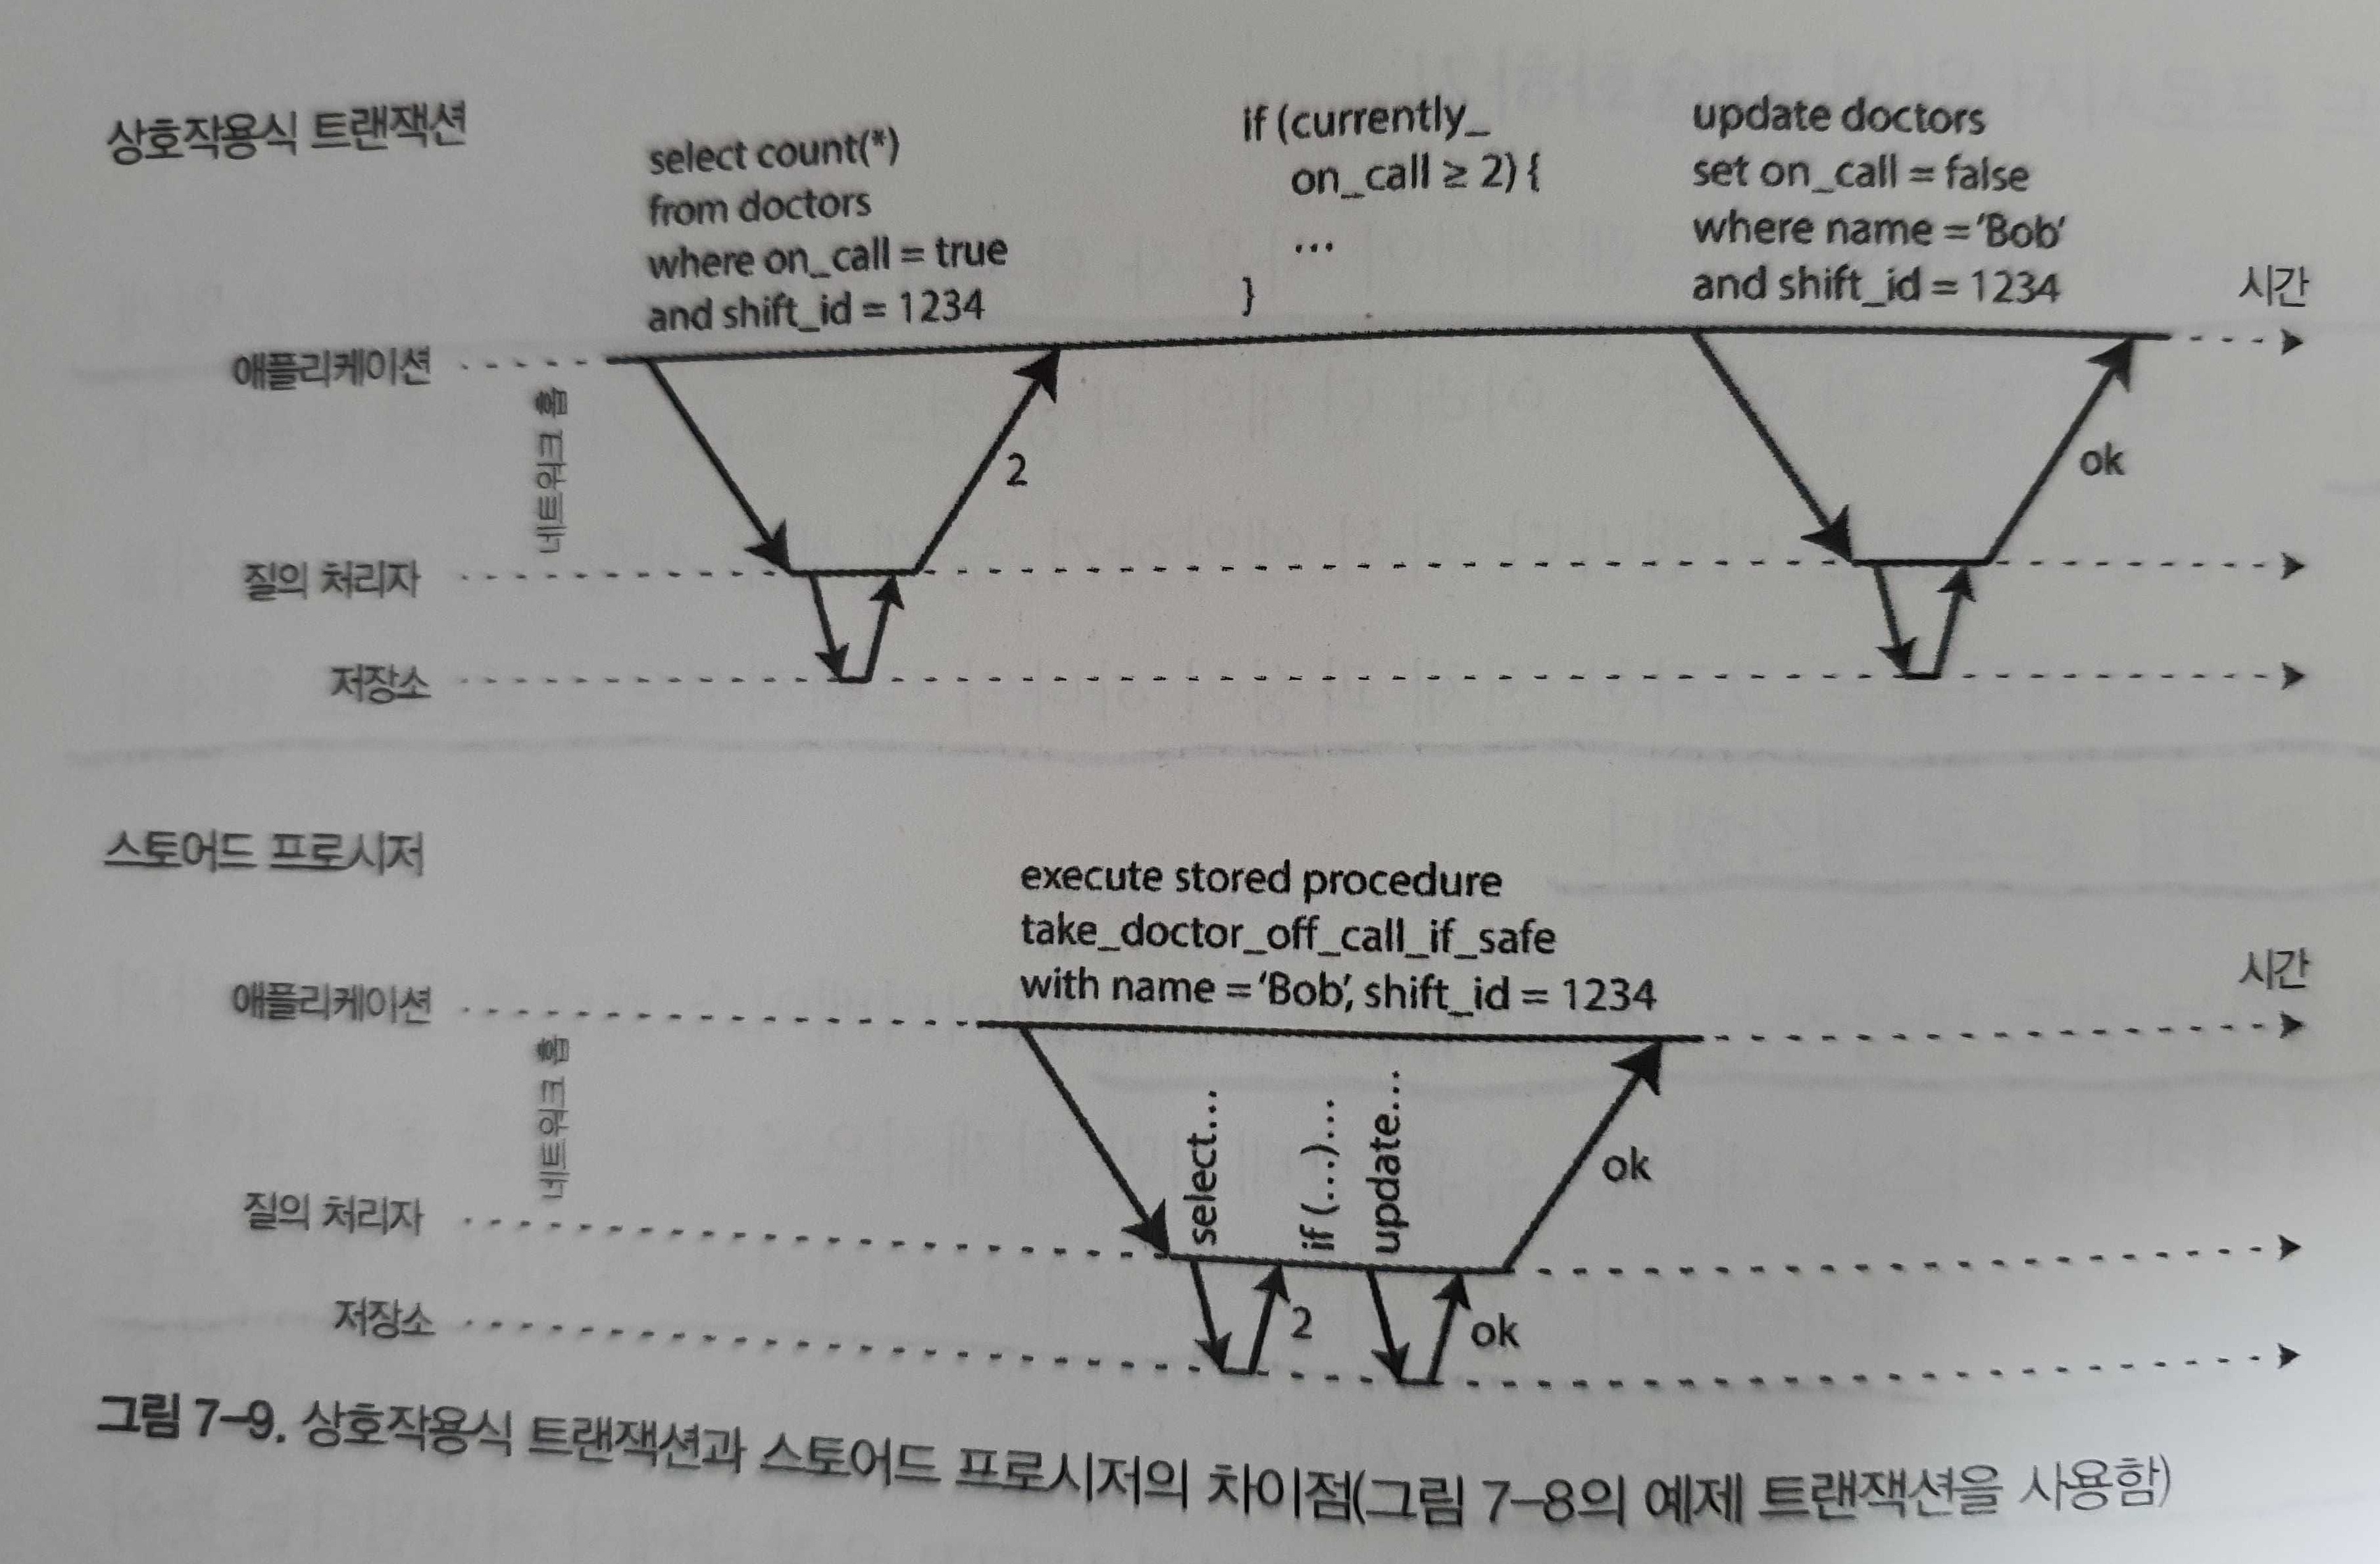 상호작용식 트랜잭션
select count(*)
from doctors
where on_call = true
and shift_id = 1234
if (currently_
on_call ≥ 2) {
...
}
update doctors
set on_call = false
where name = ‘Bob’
and shift_id = 1234
시간
애플리케이션
네트워크 홉
2
ok
질의 처리자
저장소
스토어드 프로시저
execute stored procedure
take_doctor_off_call_if_safe
with name = ‘Bob’, shift_id = 1234
시간
애플리케이션
네트워크 홉
select...
if (...)...
update...
ok
질의 처리자
2
ok
저장소
그림 7-9. 상호작용식 트랜잭션과 스토어드 프로시저의 차이점(그림 7-8의 예제 트랜잭션을 사용함)